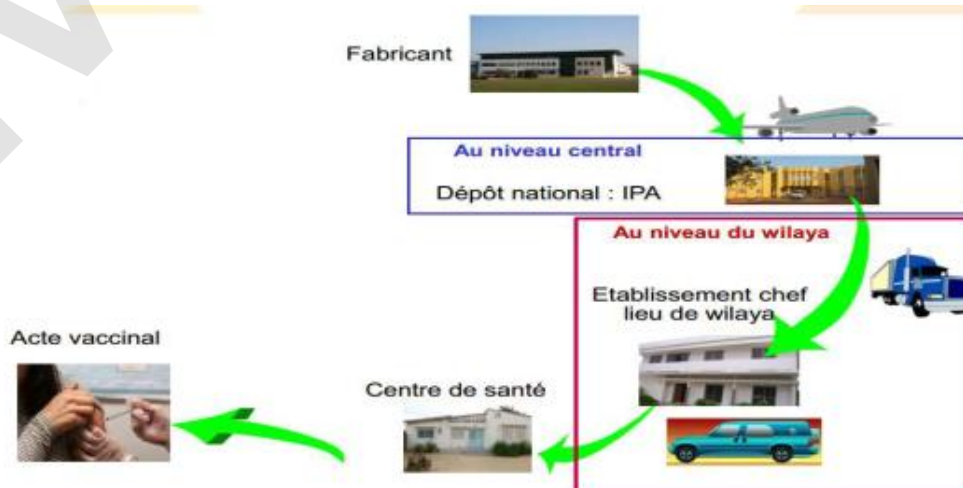 Fabricant
Au niveau central
Dépôt national : IPA
Au niveau du wilaya
Etablissement chef
lieu de wilaya
Acte vaccinal
Centre de santé